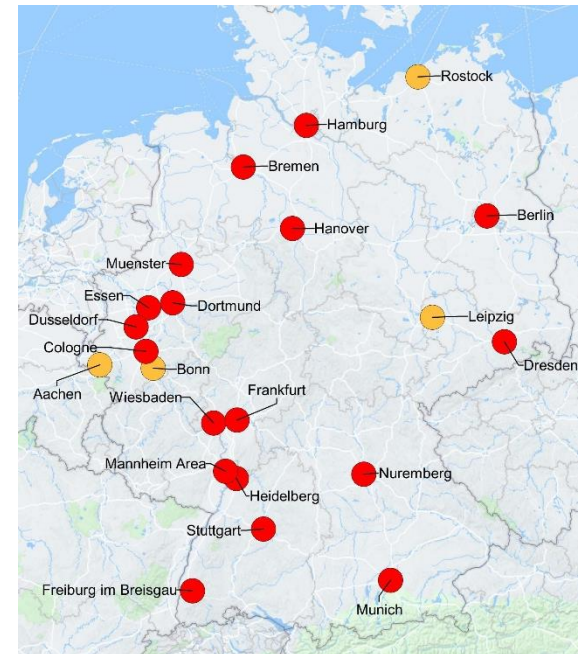 Rostock
Hamburg
Bremen
Berlin
Hanover
Muenster
Essen
Dortmund
Dusseldorf
Leipzig
Cologne
Dresden
Bonn
Aachen
Wiesbaden
Frankfurt
Mannheim Area
Nuremberg
Heidelberg
Stuttgart
Freiburg im Breisgau
Munich